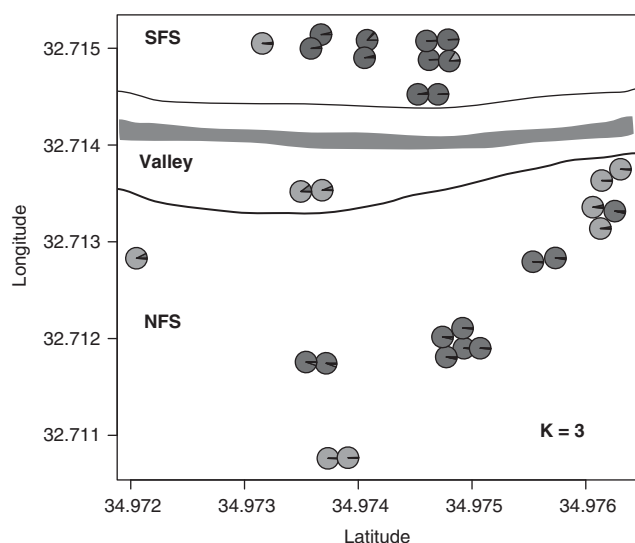 SFS
Valley
NFS
K = 3
Longitude
32.715
32.714
32.713
32.712
32.711
34.972 34.973 34.974 34.975 34.976
Latitude